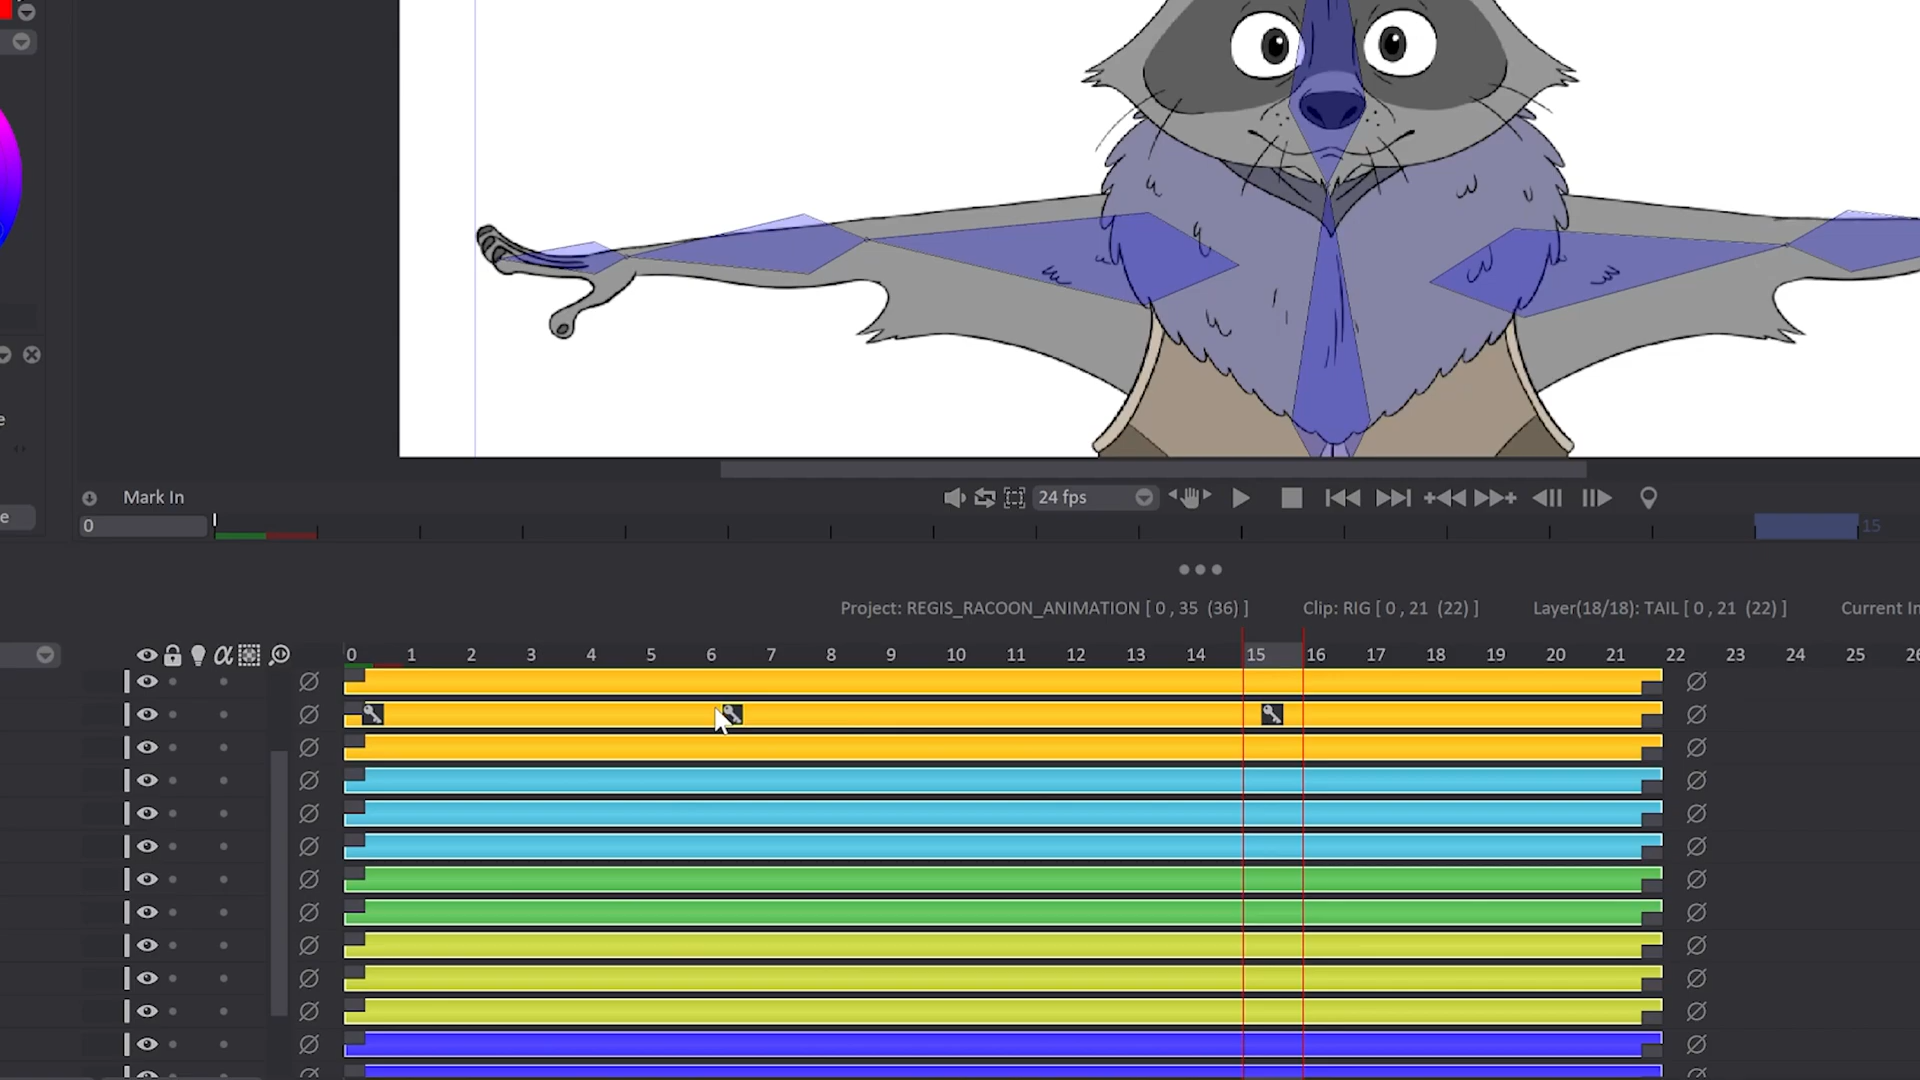 e
Mark In
24 fps
e
0
15
Project: REGIS_RACOON_ANIMATION [ 0 , 35 (36) ]
Clip: RIG [ 0 , 21 (22) ]
Layer(18/18): TAIL [ 0 , 21 (22) ]
Current In
0 1 2 3 4 5 6 7 8 9 10 11 12 13 14 15 16 17 18 19 20 21 22 23 24 25 26